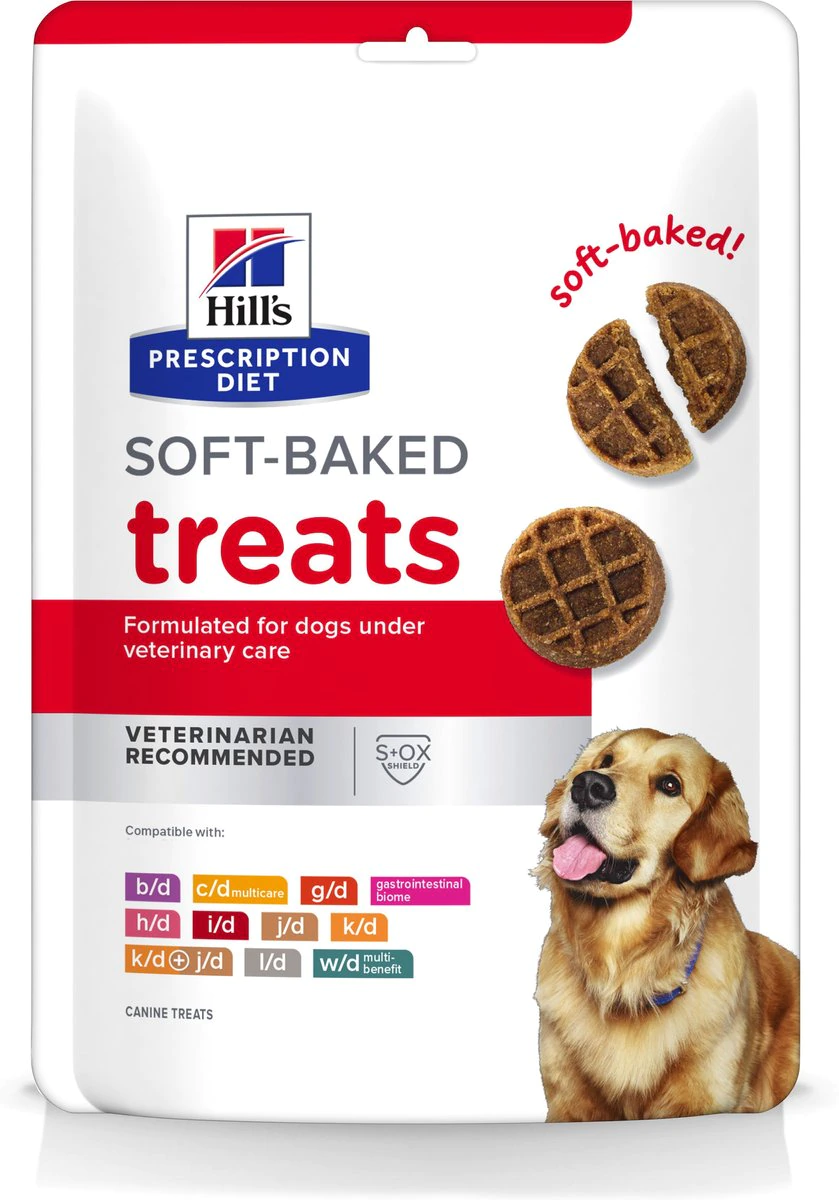 soft-baked!
Hill's
PRESCRIPTION
DIET
SOFT-BAKED
treats
Formulated for dogs under
veterinary care
VETERINARIAN
RECOMMENDED
S+OX
SHIELD
Compatible with:
b/d c/d multicare g/d gastrointestinal
biome
h/d i/d j/d k/d
k/d + j/d l/d w/d multi-
benefit
CANINE TREATS